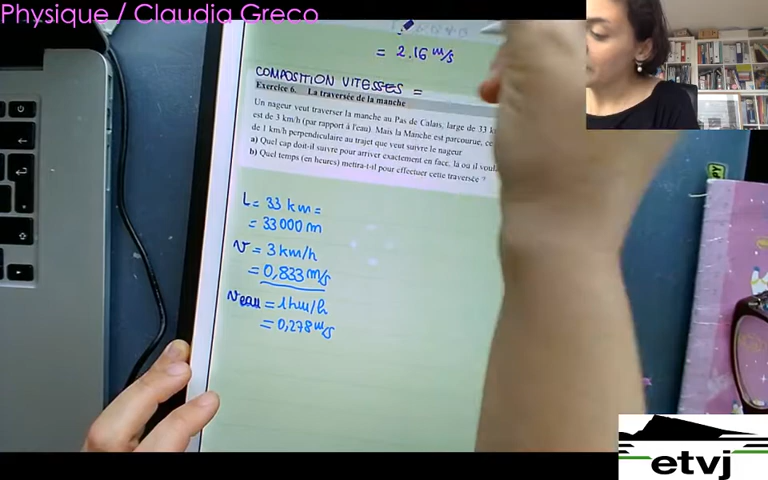 Physique / Claudia Greco
= 2.16 m/s
COMPOSITION VITESSES =
Exercice 6. La traversée de la manche
Un nageur veut traverser la manche au Pas de Calais, large de 33 k
est de 3 km/h (par rapport à l'eau). Mais la Manche est parcourue, ce
de 1 km/h perpendiculaire au trajet que veut suivre le nageur
a) Quel cap doit-il suivre pour arriver exactement en face, là où il voula
b) Quel temps (en heures) mettra-t-il pour effectuer cette traversée ?
L = 33 km =
= 33000 m
v = 3 km/h
= 0,833 m/s
v eau = 1 km/h
= 0,278 m/s
etvj